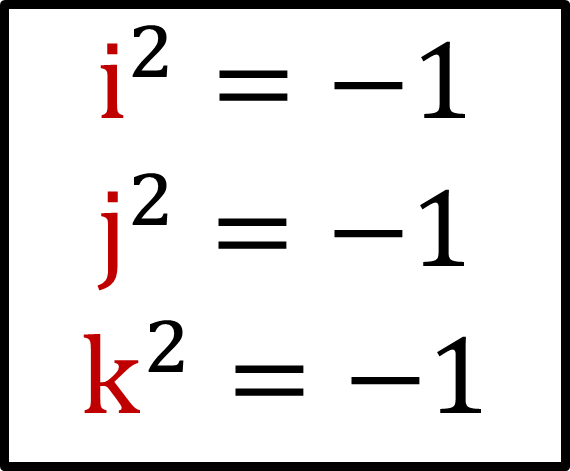 i² = −1
j² = −1
k² = −1